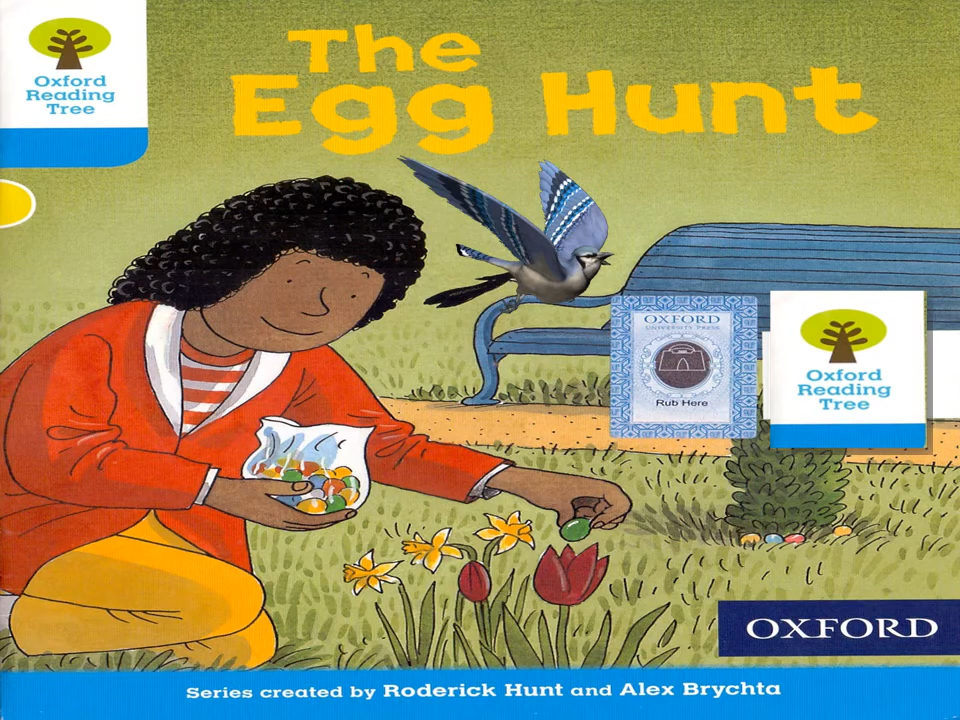 Oxford
Reading
Tree
The
Egg Hunt
OXFORD
UNIVERSITY PRESS
Rub Here
Oxford
Reading
Tree
OXFORD
Series created by Roderick Hunt and Alex Brychta